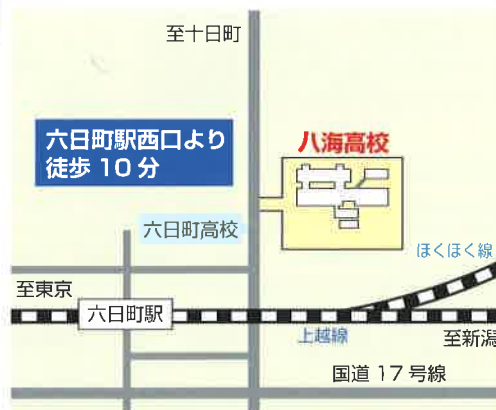 至十日町
六日町駅西口より
徒歩 10 分
八海高校
六日町高校
ほくほく線
至東京
六日町駅
上越線
至新潟
国道 17 号線